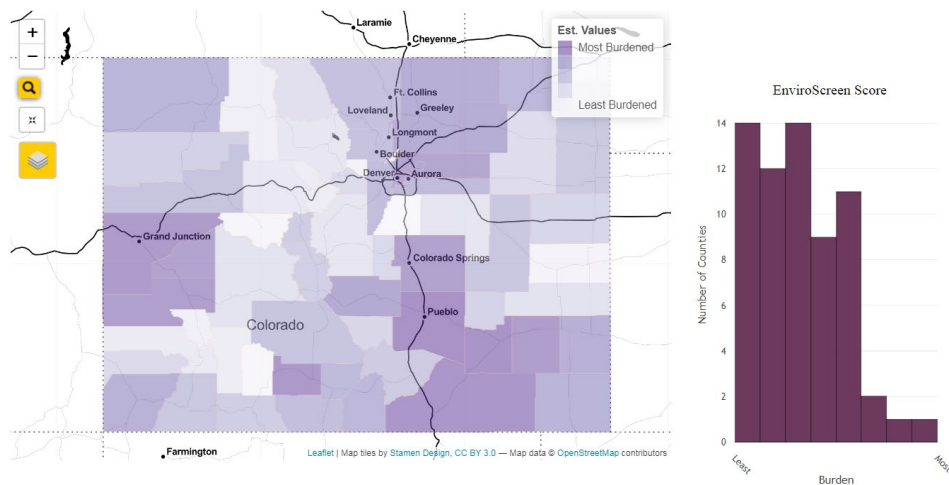 Laramie
Cheyenne
Est. Values
Most Burdened
Least Burdened
+
−
Ft. Collins
Loveland
Greeley
Longmont
Boulder
Denver
Aurora
Grand Junction
Colorado Springs
Pueblo
Colorado
Farmington
Leaflet | Map tiles by Stamen Design, CC BY 3.0 — Map data © OpenStreetMap contributors
EnviroScreen Score
Number of Counties
14
12
10
8
6
4
2
0
Least
Burden